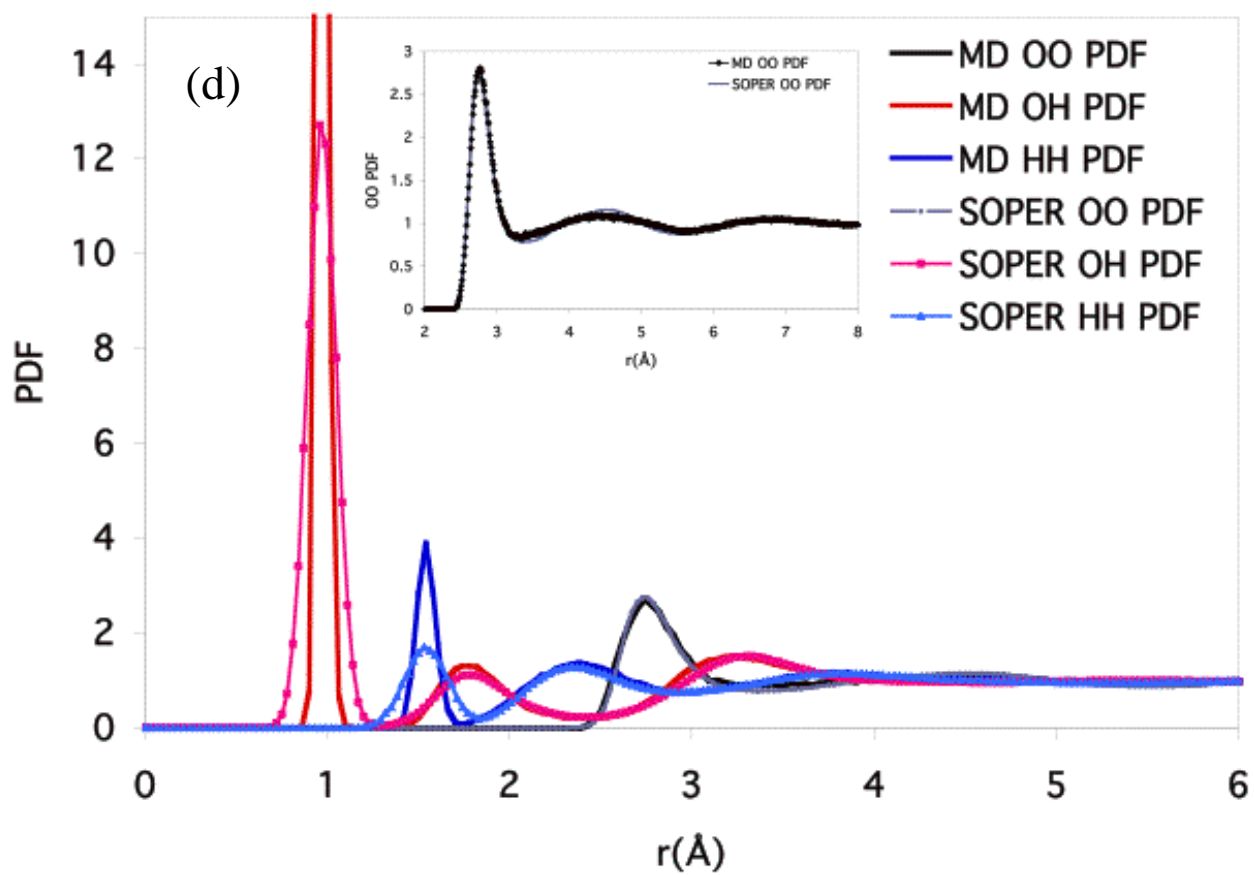 14
12
10
8
6
4
2
0
PDF
(d)
3
2.5
2
1.5
1
0.5
0
OO PDF
MD OO PDF
SOPER OO PDF
2 3 4 5 6 7 8
r(Å)
MD OO PDF
MD OH PDF
MD HH PDF
SOPER OO PDF
SOPER OH PDF
SOPER HH PDF
0 1 2 3 4 5 6
r(Å)